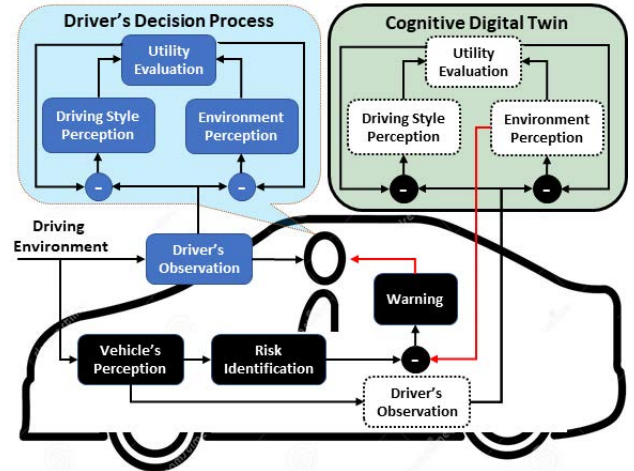 Driver's Decision Process
Utility
Evaluation
Driving Style
Perception
Environment
Perception
-
-
Cognitive Digital Twin
Utility
Evaluation
Driving Style
Perception
Environment
Perception
-
-
Driving
Environment
Driver's
Observation
Warning
Vehicle's
Perception
Risk
Identification
-
Driver's
Observation